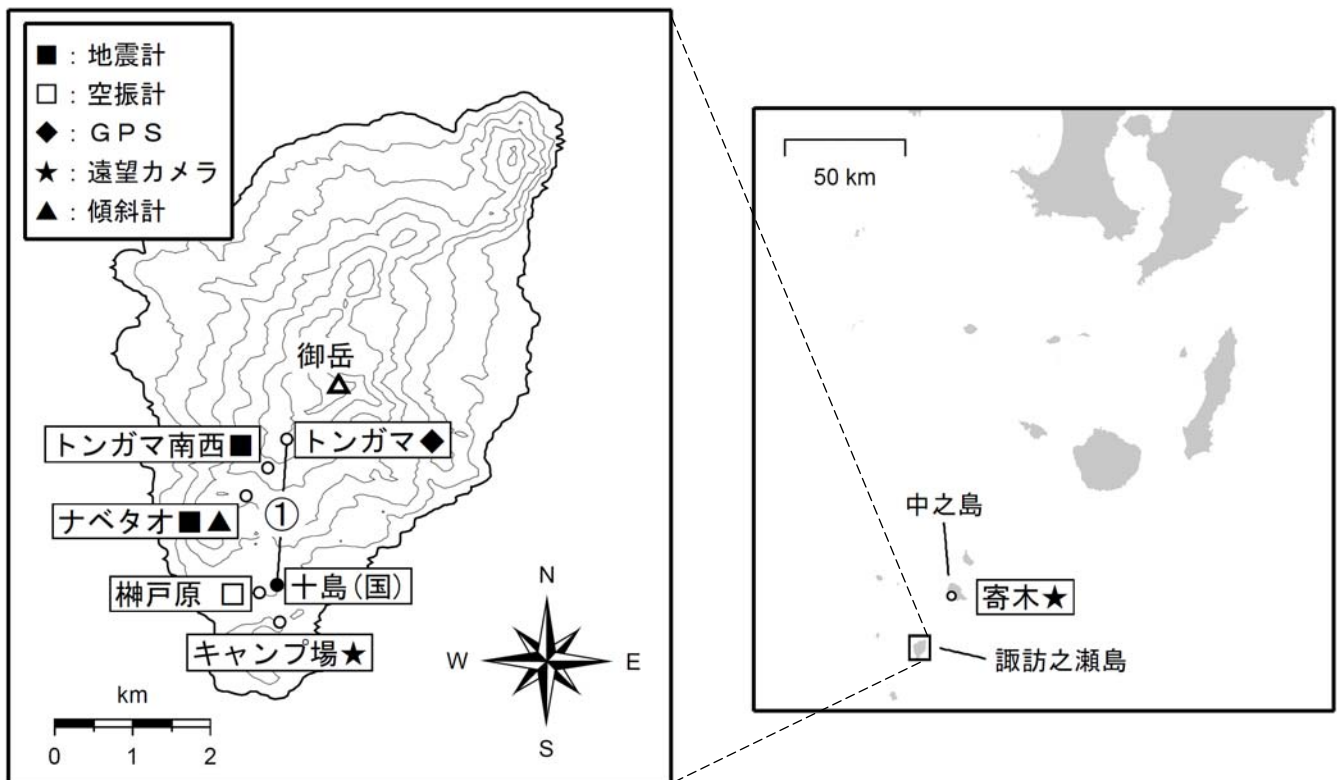 ■：地震計
□：空振計
◆：ＧＰＳ
★：遠望カメラ
▲：傾斜計
御岳
トンガマ南西■
トンガマ◆
ナベタオ■▲
①
榊戸原 □
十島(国)
キャンプ場★
km
0 1 2
N
W E
S
50 km
中之島
寄木★
諏訪之瀬島